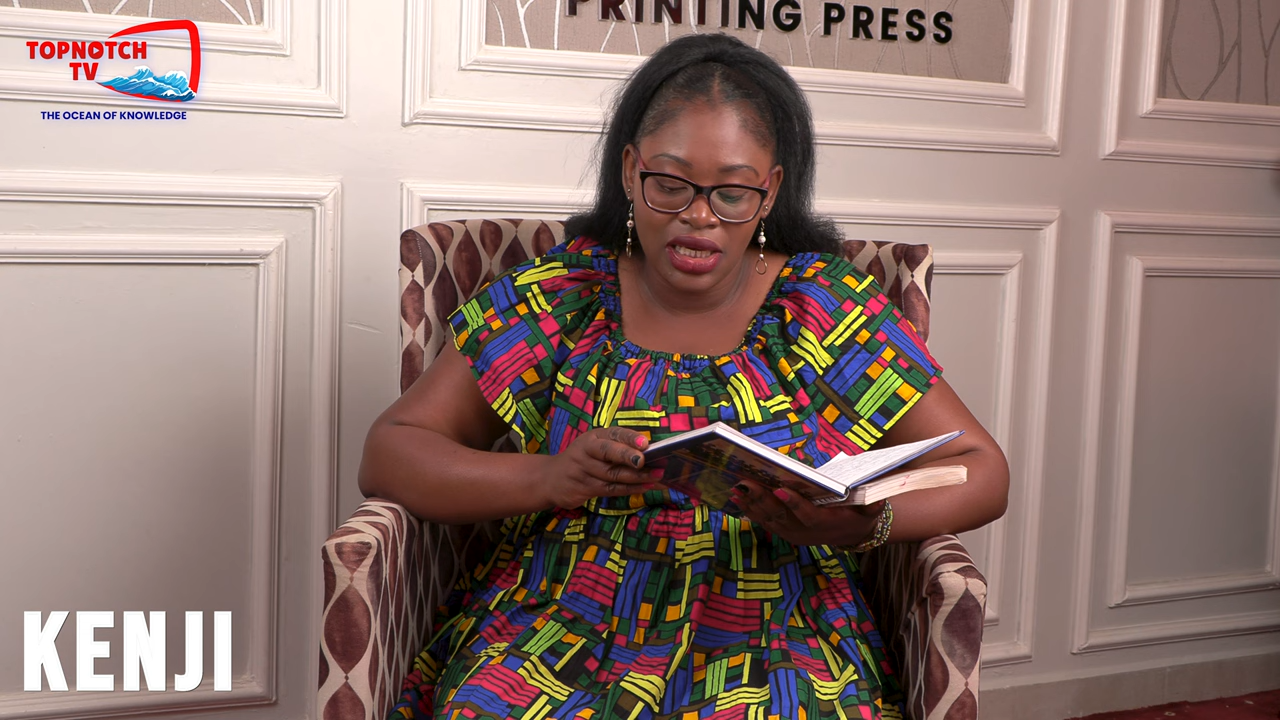 PRINTING PRESS
TOPNOTCH
TV
THE OCEAN OF KNOWLEDGE
KENJI